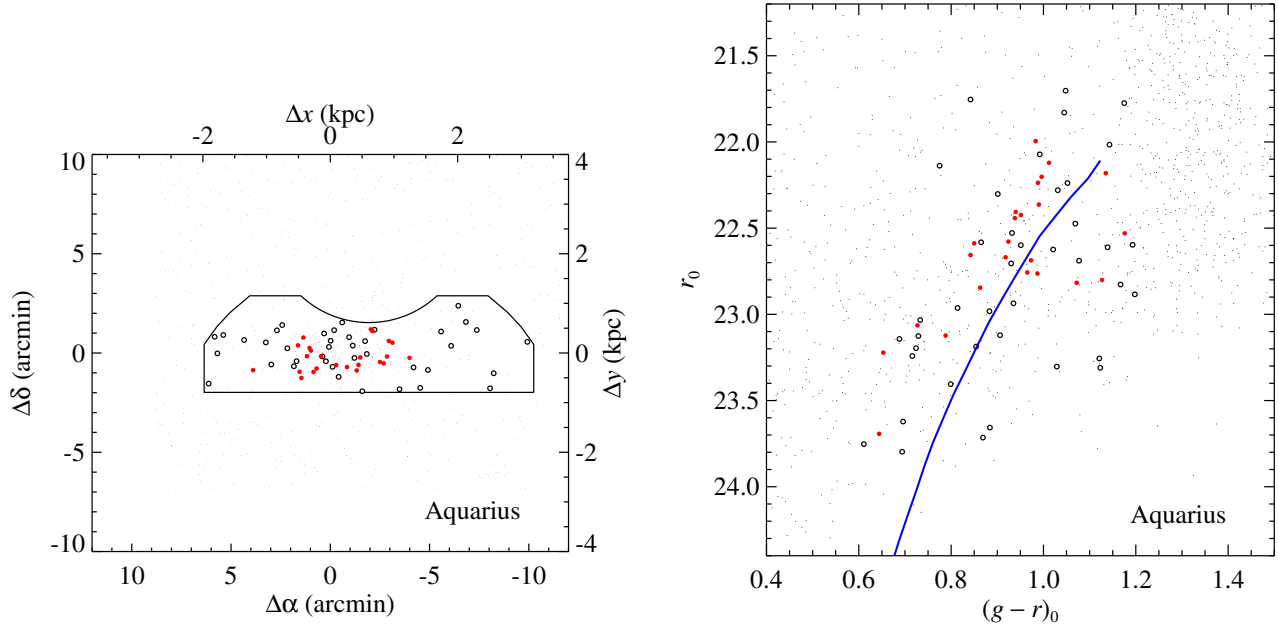 Δx (kpc)
-2 0 2
10
5
0
-5
-10
Δδ (arcmin)
4
2
0
-2
-4
Δy (kpc)
Aquarius
10 5 0 -5 -10
Δα (arcmin)
21.5
22.0
22.5
23.0
23.5
24.0
r0
Aquarius
0.4 0.6 0.8 1.0 1.2 1.4
(g − r)0